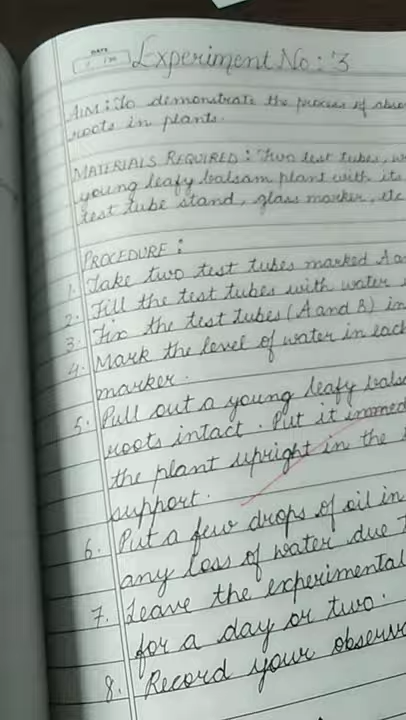 DATE
Experiment No: 3
AIM: To demonstrate the process of
roots in plants.
MATERIALS REQUIRED: Two test tubes,
young leafy balsam plant with its
test tube stand, glass marker, etc
PROCEDURE:
1. Take two test tubes marked A
2. Fill the test tubes with water
3. Fix the test tubes (A and B) in
4. Mark the level of water in each
marker.
5. Pull out a young leafy
roots intact. Put it
the plant upright in the
support.
6. Put a few drops of oil in
any loss of water due
7. Leave the experimental
for a day or two.
8. Record your